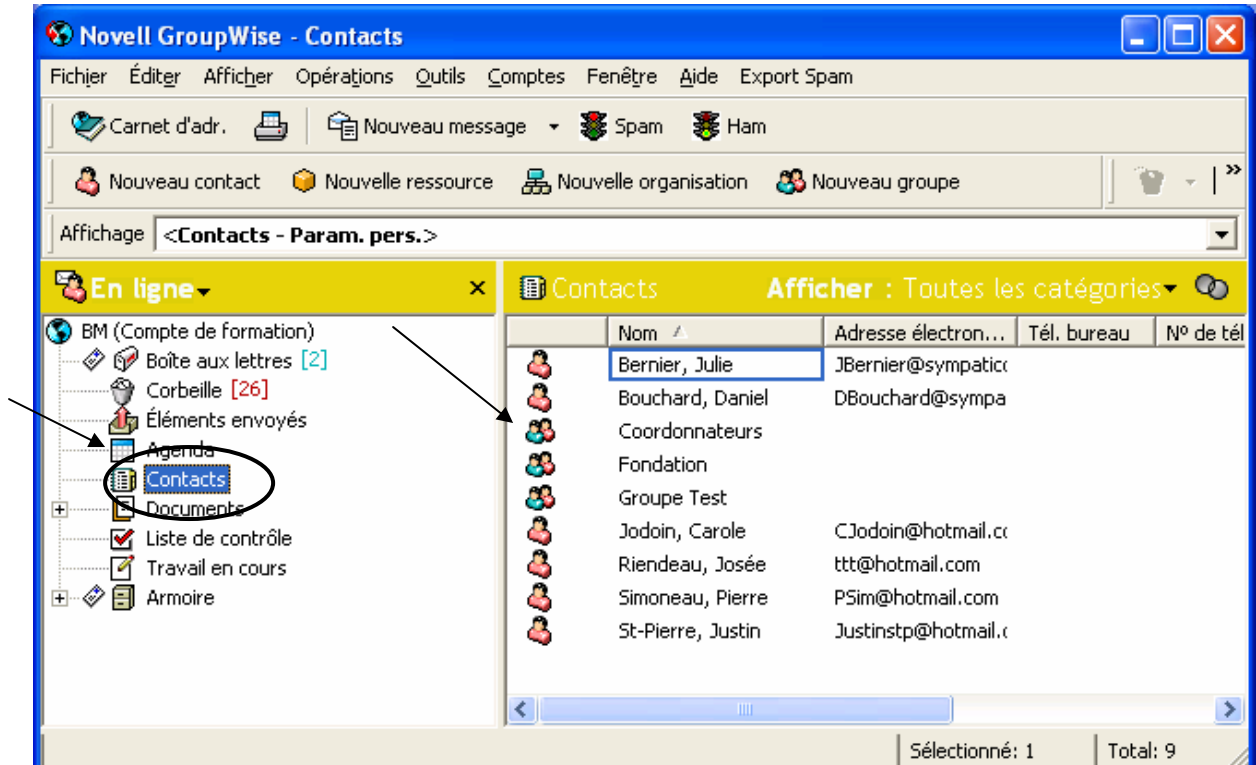 Novell GroupWise - Contacts
Fichier Éditer Afficher Opérations Outils Comptes Fenêtre Aide Export Spam
Carnet d'adr. Nouveau message Spam Ham
Nouveau contact Nouvelle ressource Nouvelle organisation Nouveau groupe »
Affichage <Contacts - Param. pers.>
En ligne
BM (Compte de formation)
Boîte aux lettres [2]
Corbeille [26]
Éléments envoyés
Agenda
Contacts
Documents
Liste de contrôle
Travail en cours
Armoire
Contacts Afficher : Toutes les catégories
Nom Adresse électron... Tél. bureau Nº de tél
Bernier, Julie JBernier@sympatico
Bouchard, Daniel DBouchard@sympa
Coordonnateurs
Fondation
Groupe Test
Jodoin, Carole CJodoin@hotmail.co
Riendeau, Josée ttt@hotmail.com
Simoneau, Pierre PSim@hotmail.com
St-Pierre, Justin Justinstp@hotmail.c
Sélectionné: 1 Total: 9